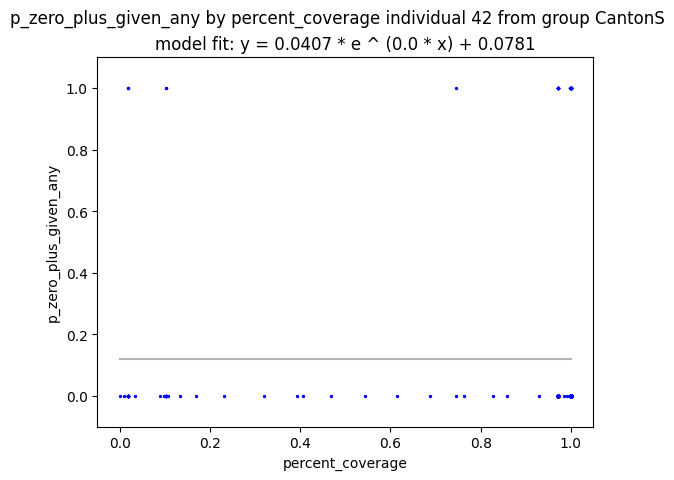 p_zero_plus_given_any by percent_coverage individual 42 from group CantonS
model fit: y = 0.0407 * e ^ (0.0 * x) + 0.0781
1.0
0.8
0.6
0.4
0.2
0.0
p_zero_plus_given_any
0.0 0.2 0.4 0.6 0.8 1.0
percent_coverage